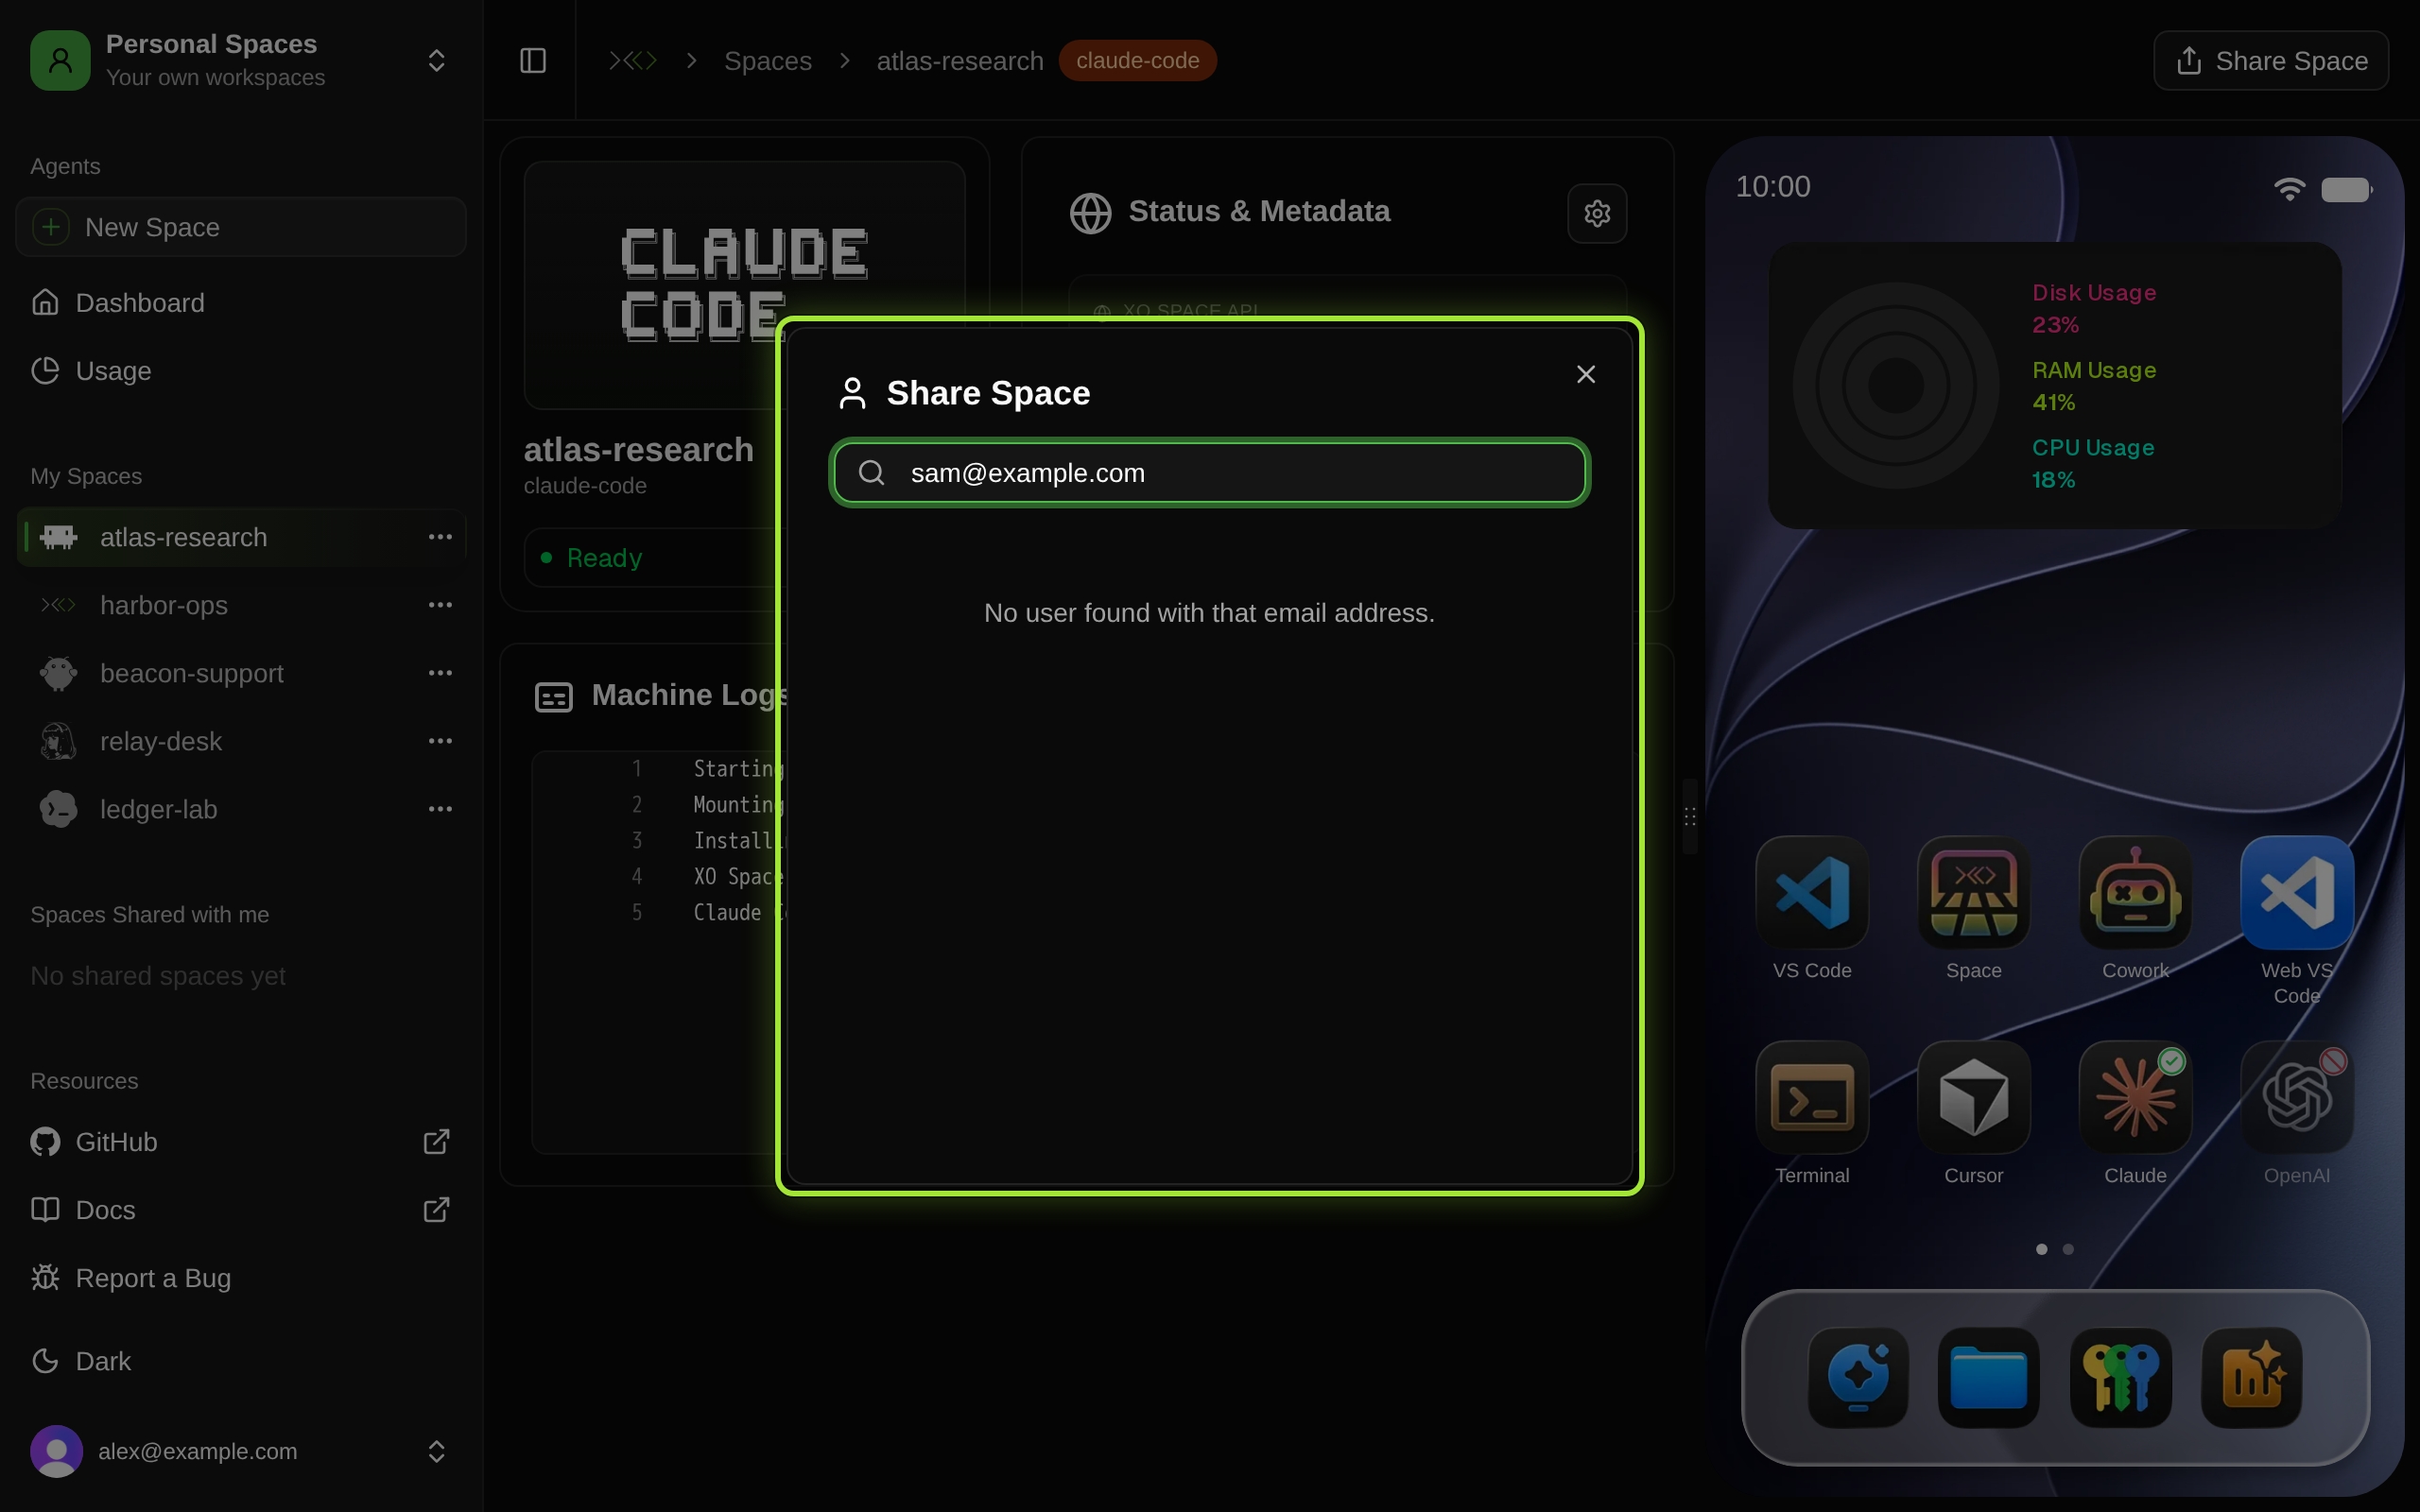 Personal Spaces
Your own workspaces
Agents
New Space
Dashboard
Usage
My Spaces
atlas-research
harbor-ops
beacon-support
relay-desk
ledger-lab
Spaces Shared with me
No shared spaces yet
Resources
GitHub
Docs
Report a Bug
Dark
alex@example.com
Spaces
atlas-research
claude-code
Share Space
CLAUDE
CODE
atlas-research
claude-code
Ready
Status & Metadata
XO SPACE API
Machine Logs
1 Starting
2 Mounting
3
4 XO Space
5 Claude
Share Space
sam@example.com
No user found with that email address.
10:00
Disk Usage
23%
RAM Usage
41%
CPU Usage
18%
VS Code
Space
Cowork
Web VS
Code
Terminal
Cursor
Claude
OpenAI